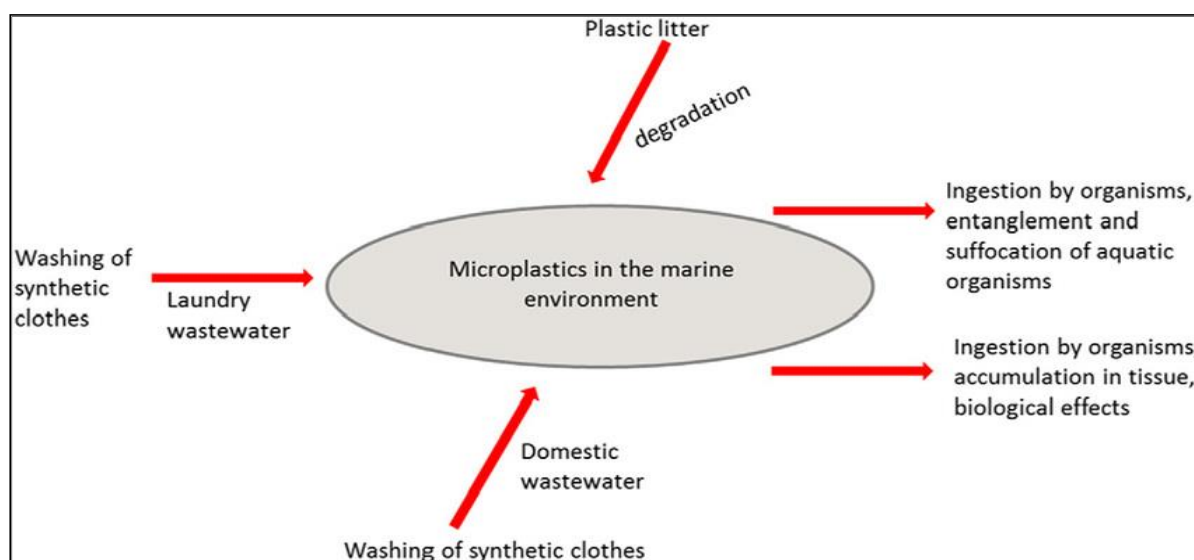 Plastic litter
degradation
Ingestion by organisms,
entanglement and
suffocation of aquatic
organisms
Washing of
synthetic
clothes
Laundry
wastewater
Microplastics in the marine
environment
Ingestion by organisms
accumulation in tissue,
biological effects
Domestic
wastewater
Washing of synthetic clothes